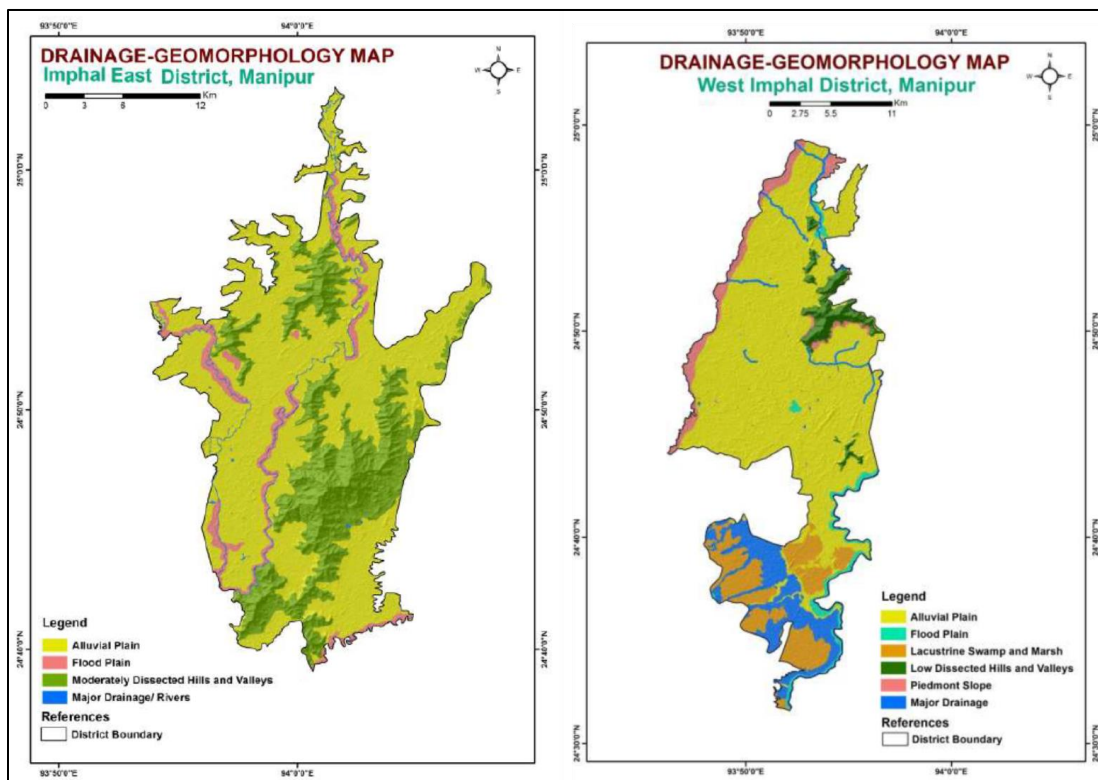 93°50'0"E
94°0'0"E
DRAINAGE-GEOMORPHOLOGY MAP
Imphal East District, Manipur
Km
0 3 6 12
N
W E
S
25°0'0"N
24°50'0"N
24°40'0"N
Legend
Alluvial Plain
Flood Plain
Moderately Dissected Hills and Valleys
Major Drainage/ Rivers
References
District Boundary
93°50'0"E
94°0'0"E
93°50'0"E
94°0'0"E
DRAINAGE-GEOMORPHOLOGY MAP
West Imphal District, Manipur
Km
0 2.75 5.5 11
N
W E
S
25°0'0"N
24°50'0"N
24°40'0"N
24°30'0"N
Legend
Alluvial Plain
Flood Plain
Lacustrine Swamp and Marsh
Low Dissected Hills and Valleys
Piedmont Slope
Major Drainage
References
District Boundary
93°50'0"E
94°0'0"E